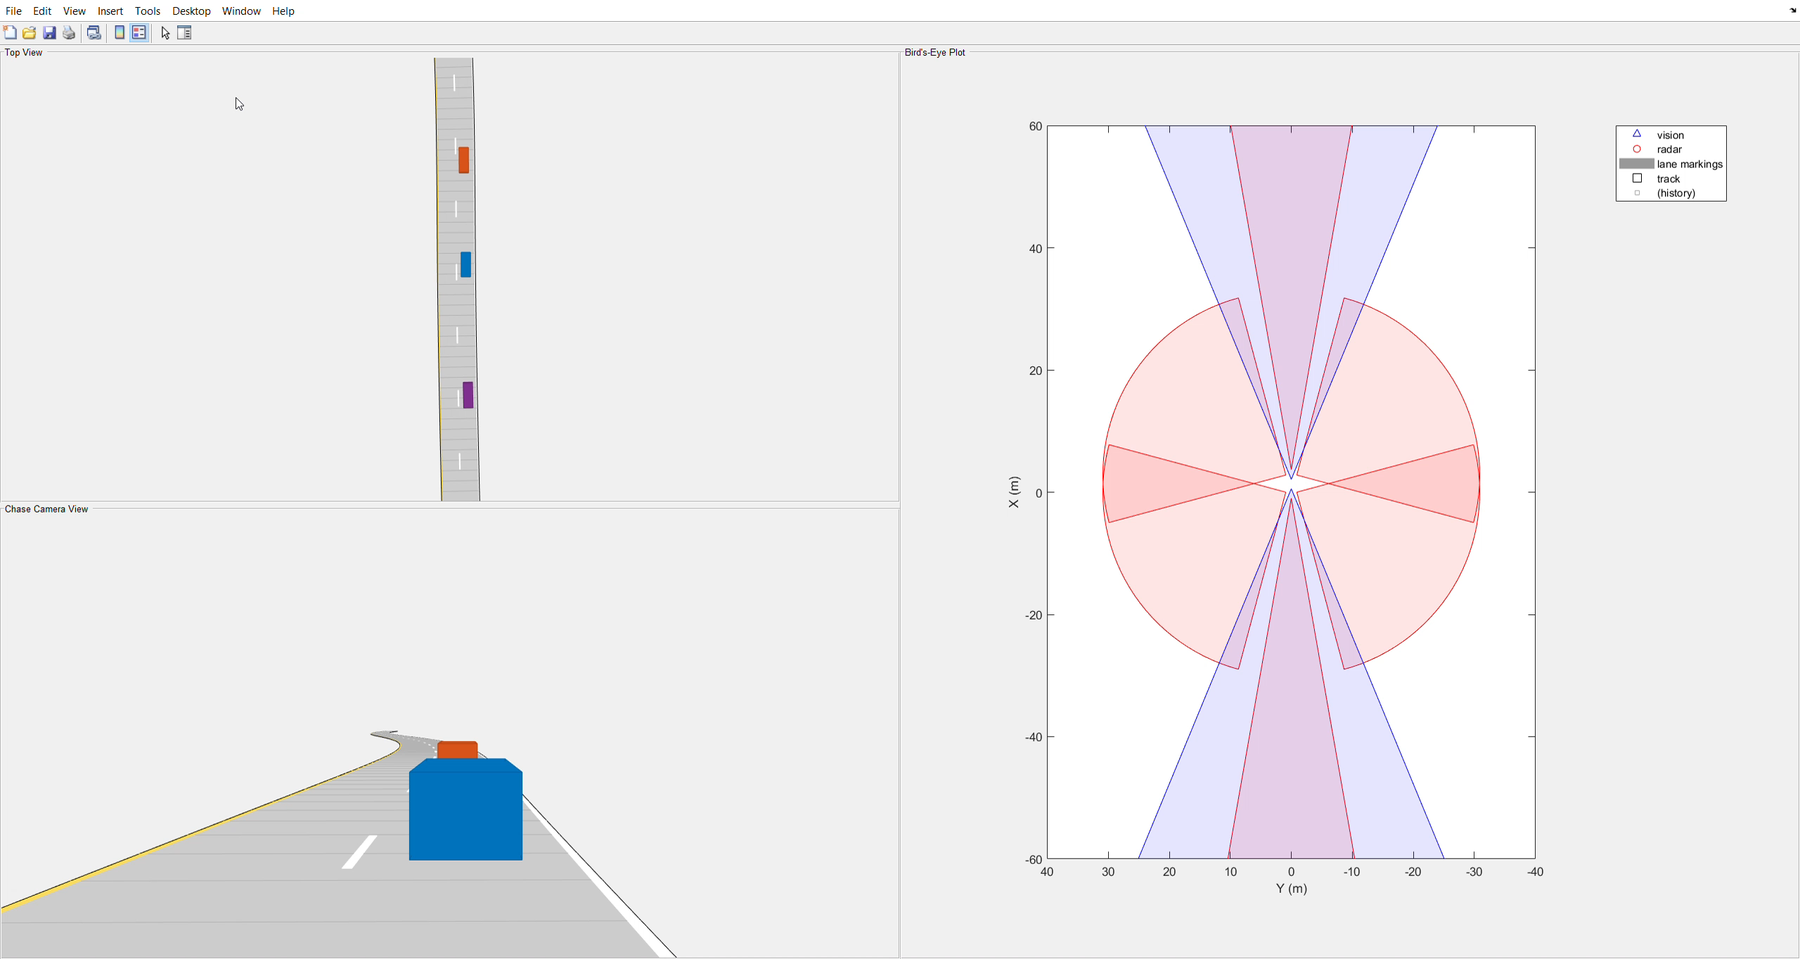 File Edit View Insert Tools Desktop Window Help
Top View
Chase Camera View
Bird's-Eye Plot
60
40
20
0
-20
-40
-60
X (m)
40 30 20 10 0 -10 -20 -30 -40
Y (m)
vision
radar
lane markings
track
(history)